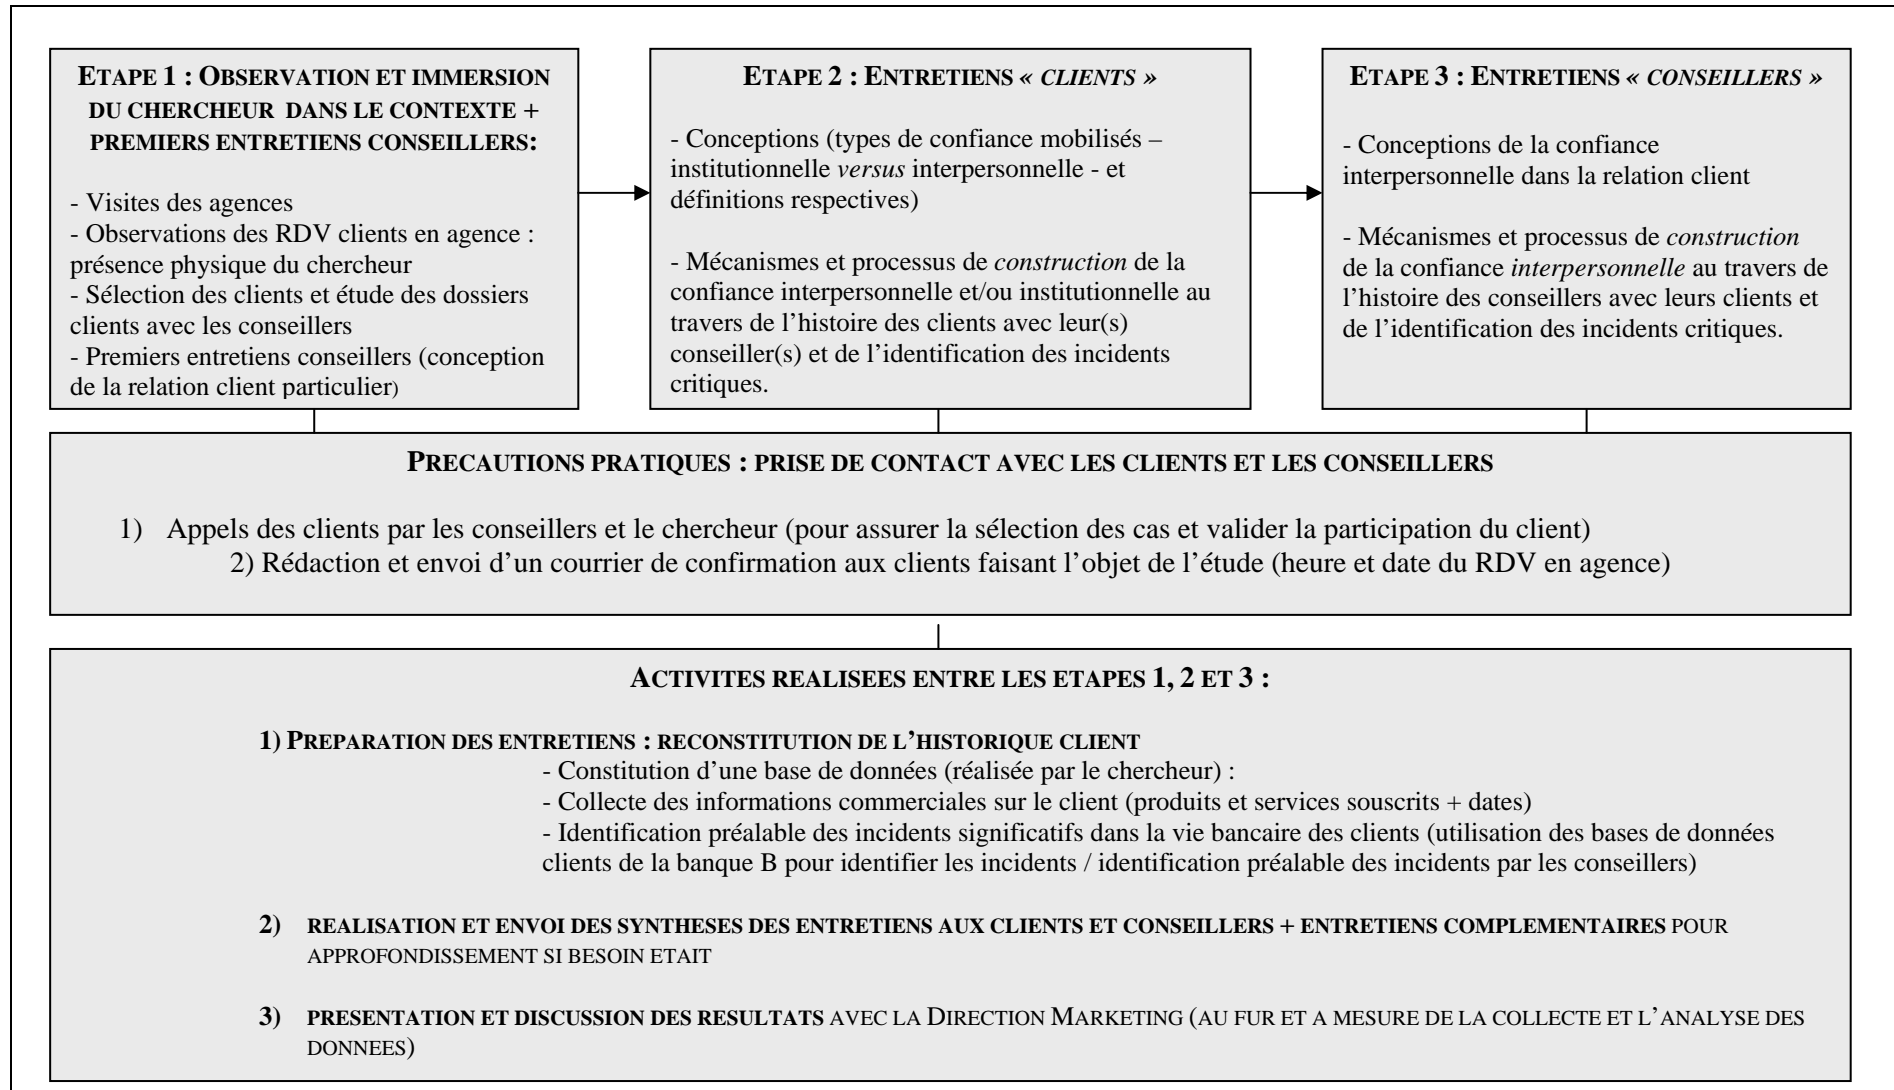 ETAPE 1 : OBSERVATION ET IMMERSION
DU CHERCHEUR DANS LE CONTEXTE +
PREMIERS ENTRETIENS CONSEILLERS:
- Visites des agences
- Observations des RDV clients en agence :
présence physique du chercheur
- Sélection des clients et étude des dossiers
clients avec les conseillers
- Premiers entretiens conseillers (conception
de la relation client particulier)
ETAPE 2 : ENTRETIENS « CLIENTS »
- Conceptions (types de confiance mobilisés –
institutionnelle versus interpersonnelle - et
définitions respectives)
- Mécanismes et processus de construction de la
confiance interpersonnelle et/ou institutionnelle au
travers de l’histoire des clients avec leur(s)
conseiller(s) et de l’identification des incidents
critiques.
ETAPE 3 : ENTRETIENS « CONSEILLERS »
- Conceptions de la confiance
interpersonnelle dans la relation client
- Mécanismes et processus de construction
de la confiance interpersonnelle au travers de
l’histoire des conseillers avec leurs clients et
de l’identification des incidents critiques.
PRECAUTIONS PRATIQUES : PRISE DE CONTACT AVEC LES CLIENTS ET LES CONSEILLERS
1) Appels des clients par les conseillers et le chercheur (pour assurer la sélection des cas et valider la participation du client)
2) Rédaction et envoi d’un courrier de confirmation aux clients faisant l’objet de l’étude (heure et date du RDV en agence)
ACTIVITES REALISEES ENTRE LES ETAPES 1, 2 ET 3 :
1) PREPARATION DES ENTRETIENS : RECONSTITUTION DE L’HISTORIQUE CLIENT
- Constitution d’une base de données (réalisée par le chercheur) :
- Collecte des informations commerciales sur le client (produits et services souscrits + dates)
- Identification préalable des incidents significatifs dans la vie bancaire des clients (utilisation des bases de données
clients de la banque B pour identifier les incidents / identification préalable des incidents par les conseillers)
2) REALISATION ET ENVOI DES SYNTHESES DES ENTRETIENS AUX CLIENTS ET CONSEILLERS + ENTRETIENS COMPLEMENTAIRES POUR
APPROFONDISSEMENT SI BESOIN ETAIT
3) PRESENTATION ET DISCUSSION DES RESULTATS AVEC LA DIRECTION MARKETING (AU FUR ET A MESURE DE LA COLLECTE ET L’ANALYSE DES
DONNEES)